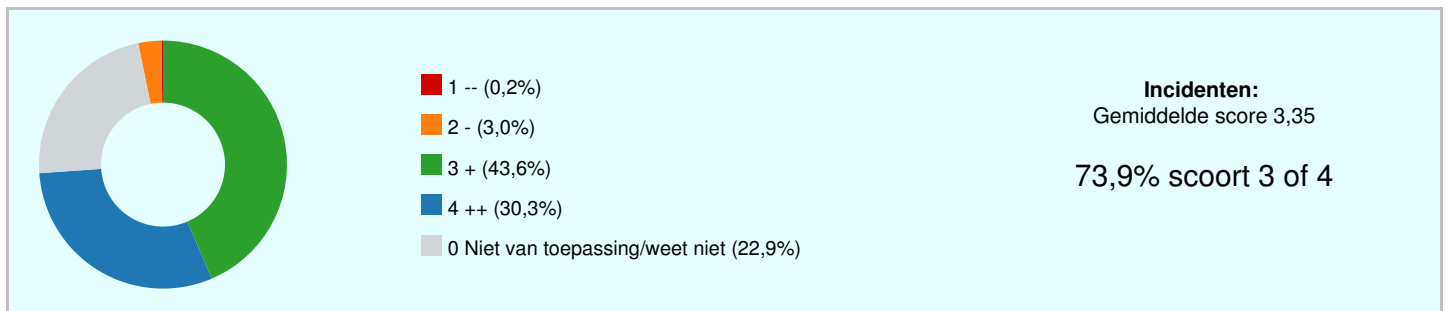 1 -- (0,2%)
2 - (3,0%)
3 + (43,6%)
4 ++ (30,3%)
0 Niet van toepassing/weet niet (22,9%)
Incidenten:
Gemiddelde score 3,35
73,9% scoort 3 of 4